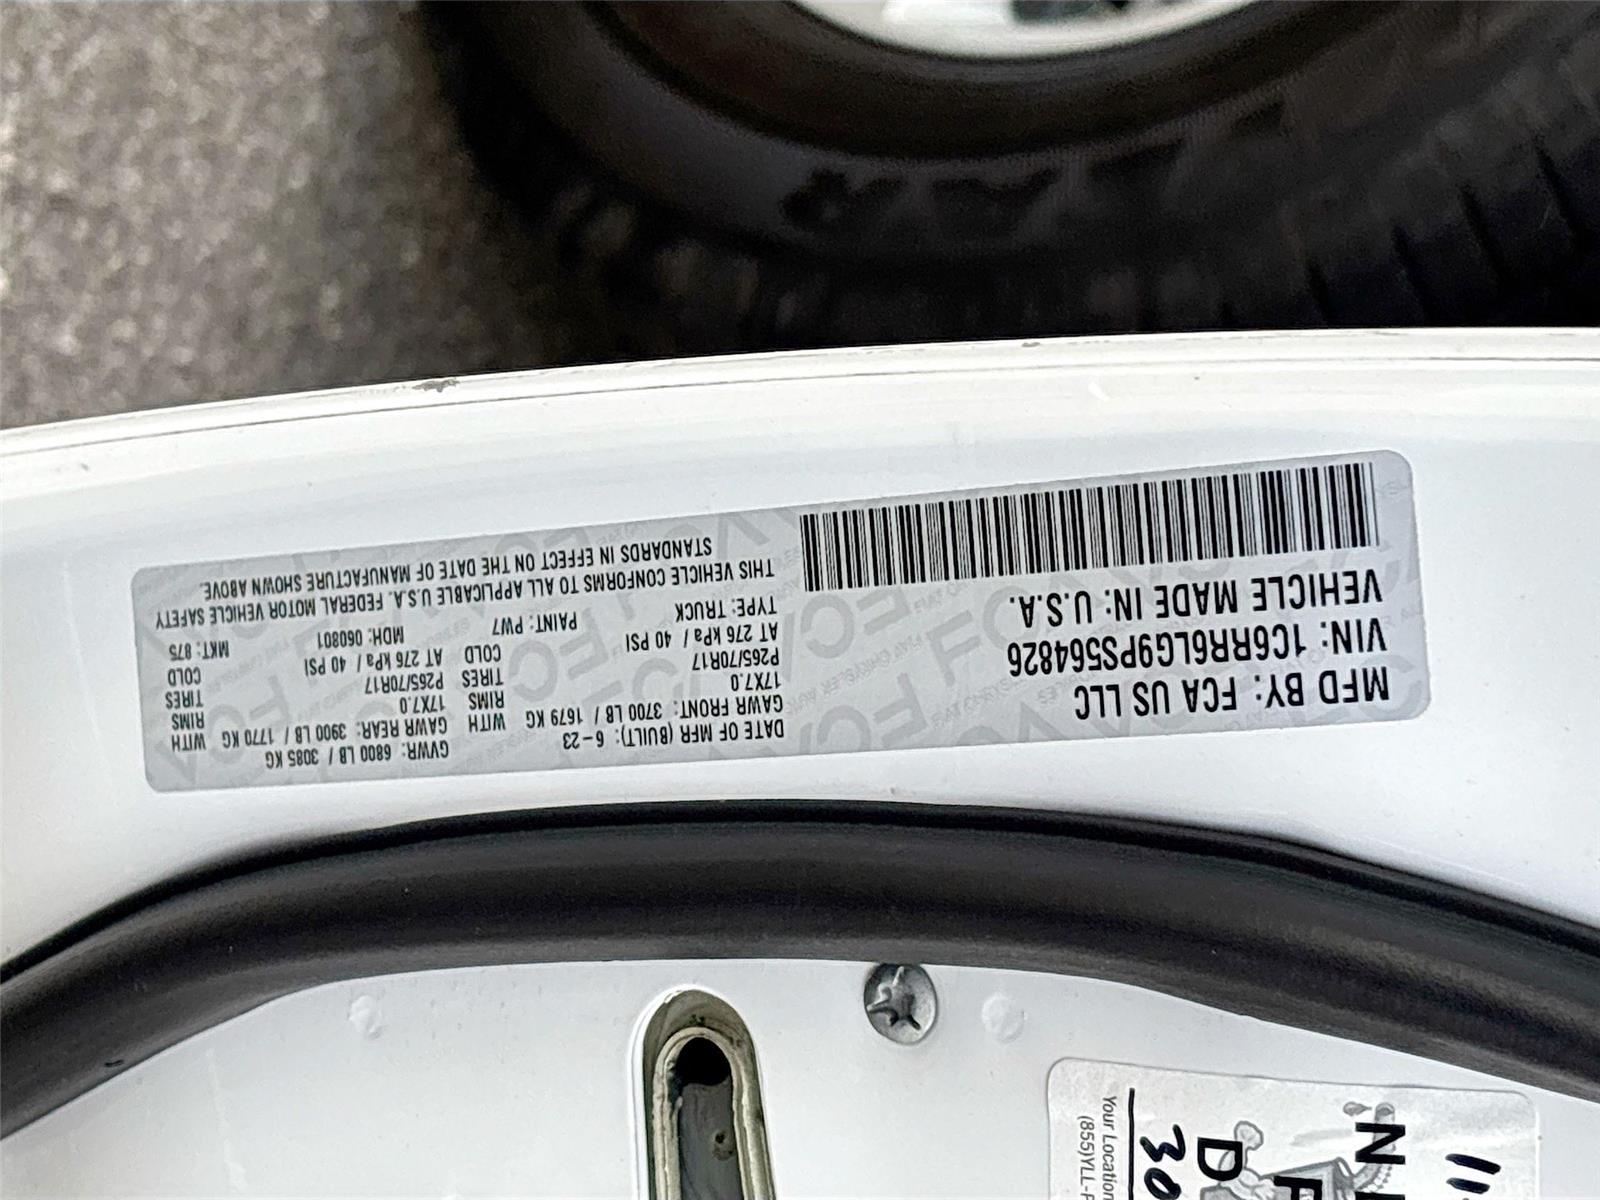 MFD BY: FCA US LLC
VIN: 1C6RR6LG9PS564826
VEHICLE MADE IN: U.S.A.
DATE OF MFR (BUILT): 6-23
GVWR: 6800 LB / 3085 KG
GAWR FRONT: 3700 LB / 1679 KG WITH
GAWR REAR: 3900 LB / 1770 KG WITH
17X7.0 RIMS
17X7.0 RIMS
P265/70R17 TIRES
P265/70R17 TIRES
AT 276 kPa / 40 PSI COLD
AT 276 kPa / 40 PSI COLD
TYPE: TRUCK PAINT: PW7 MDH: 060801 MKT: 875
THIS VEHICLE CONFORMS TO ALL APPLICABLE U.S.A. FEDERAL MOTOR VEHICLE SAFETY
STANDARDS IN EFFECT ON THE DATE OF MANUFACTURE SHOWN ABOVE.
Your Location
(855)YLL-